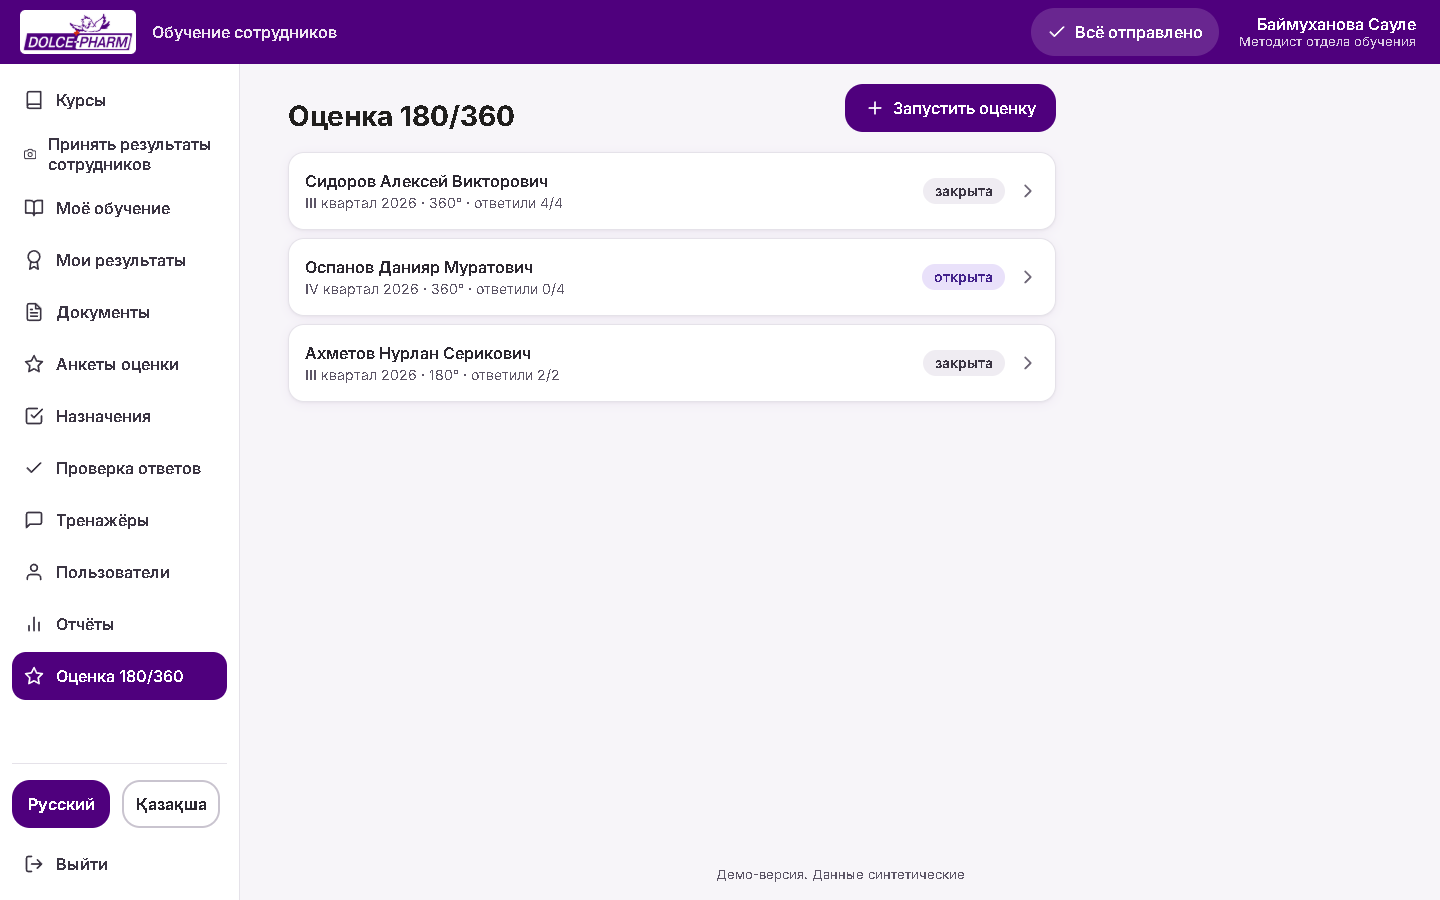 DOLCE-PHARM
Обучение сотрудников
Всё отправлено
Баймуханова Сауле
Методист отдела обучения
Курсы
Принять результаты
сотрудников
Моё обучение
Мои результаты
Документы
Анкеты оценки
Назначения
Проверка ответов
Тренажёры
Пользователи
Отчёты
Оценка 180/360
Русский
Қазақша
Выйти
Оценка 180/360
Запустить оценку
Сидоров Алексей Викторович
III квартал 2026 · 360° · ответили 4/4
закрыта
Оспанов Данияр Муратович
IV квартал 2026 · 360° · ответили 0/4
открыта
Ахметов Нурлан Серикович
III квартал 2026 · 180° · ответили 2/2
закрыта
Демо-версия. Данные синтетические